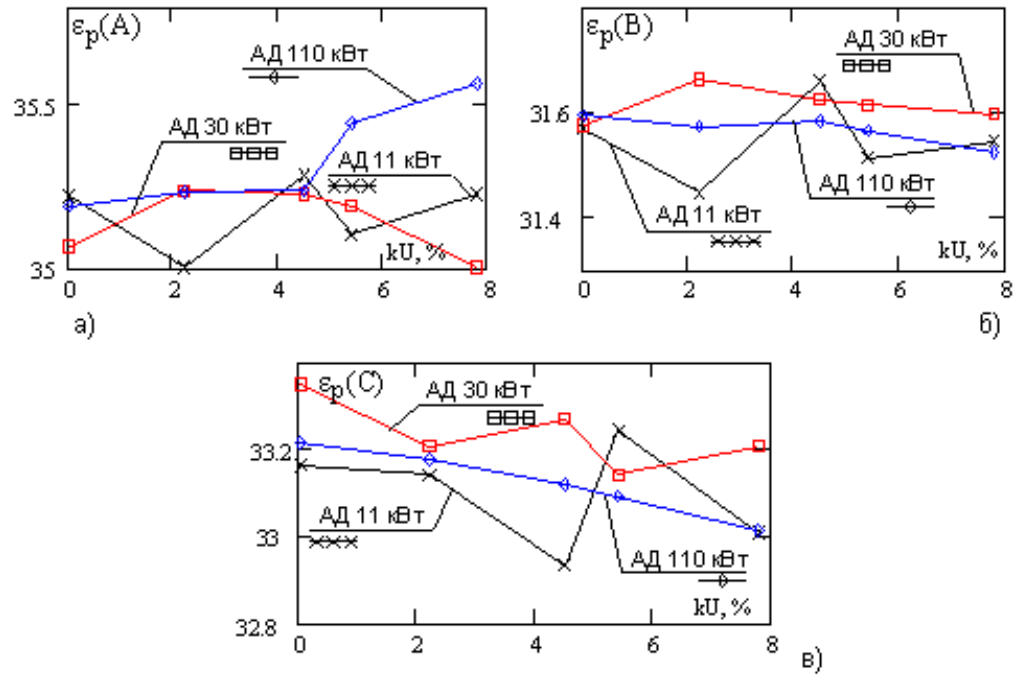 εp(A)
АД 110 кВт
35.5
АД 30 кВт
АД 11 кВт
kU, %
35
0 2 4 6 8
а)
εp(B)
АД 30 кВт
31.6
АД 110 кВт
31.4
АД 11 кВт
kU, %
0 2 4 6 8
б)
εp(C)
АД 30 кВт
33.2
АД 11 кВт
33
АД 110 кВт
kU, %
32.8
0 2 4 6 8
в)